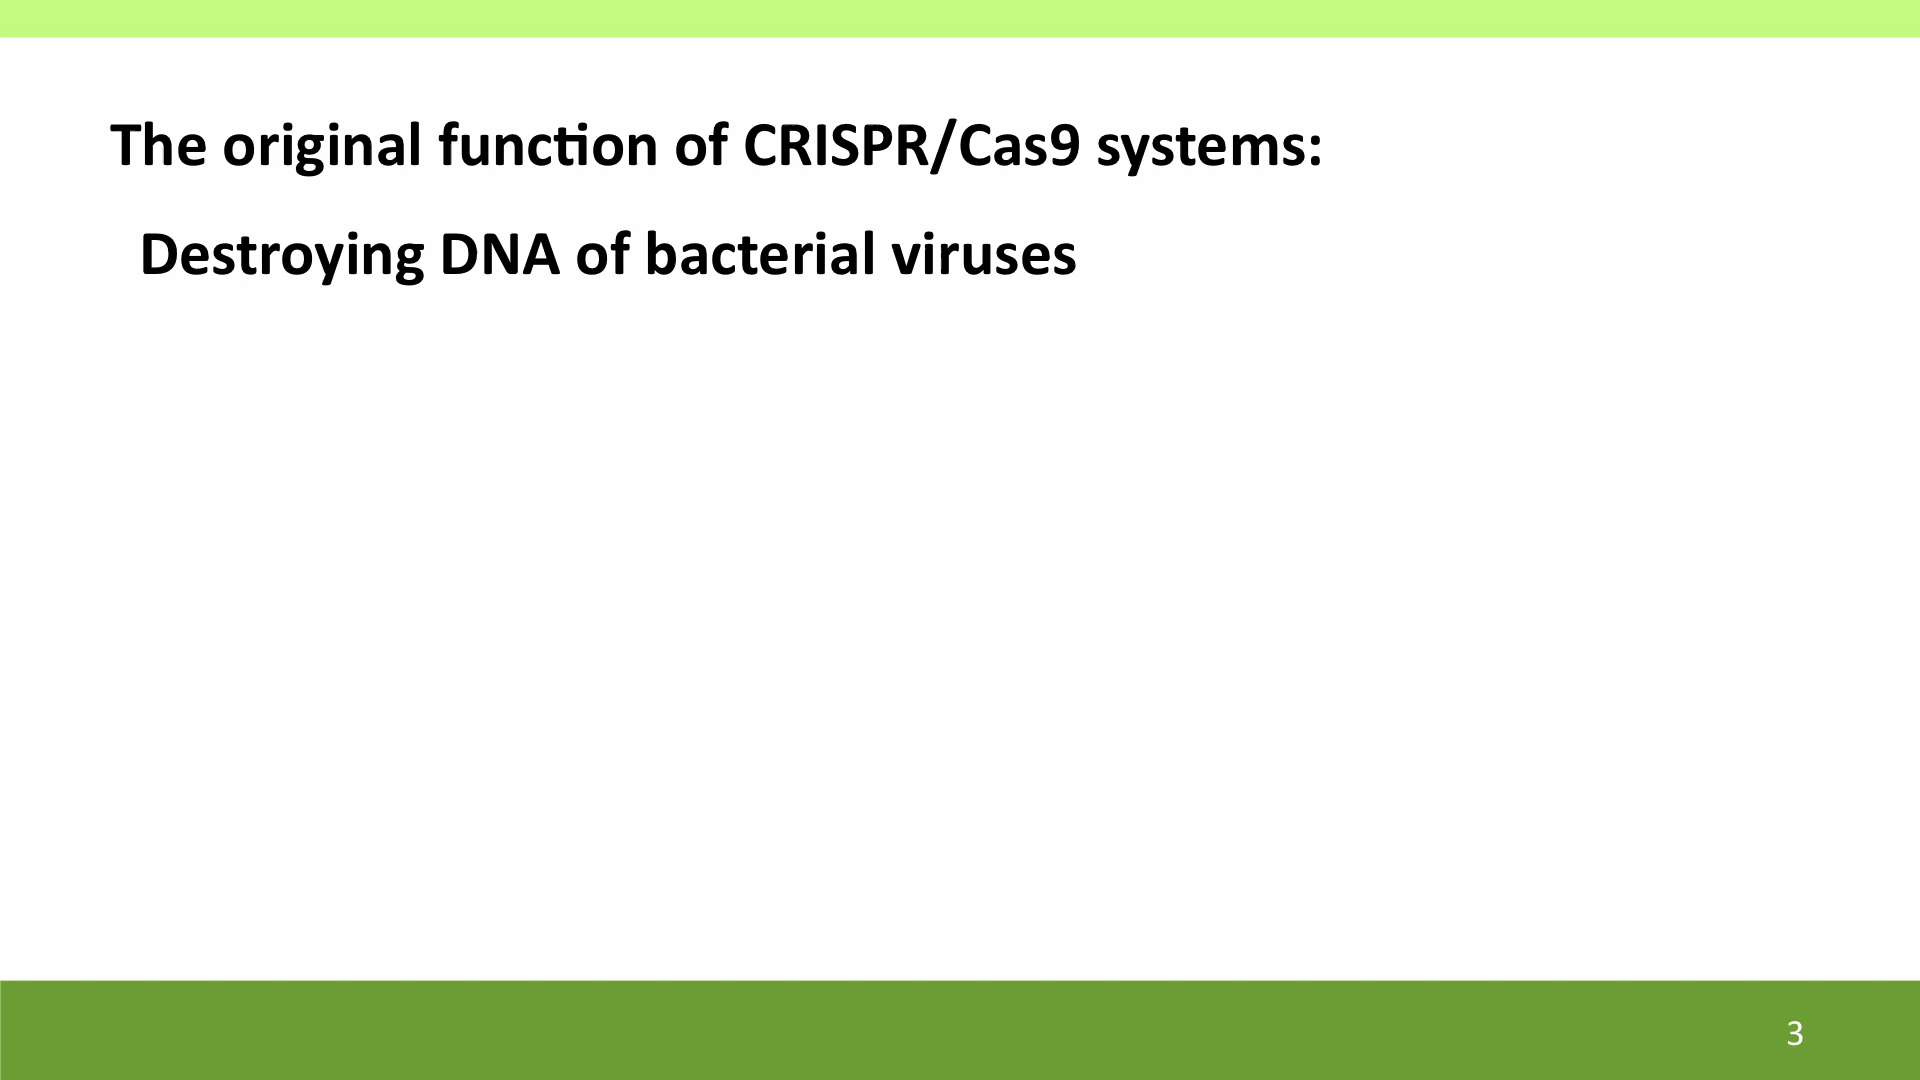 The original function of CRISPR/Cas9 systems:
Destroying DNA of bacterial viruses
3